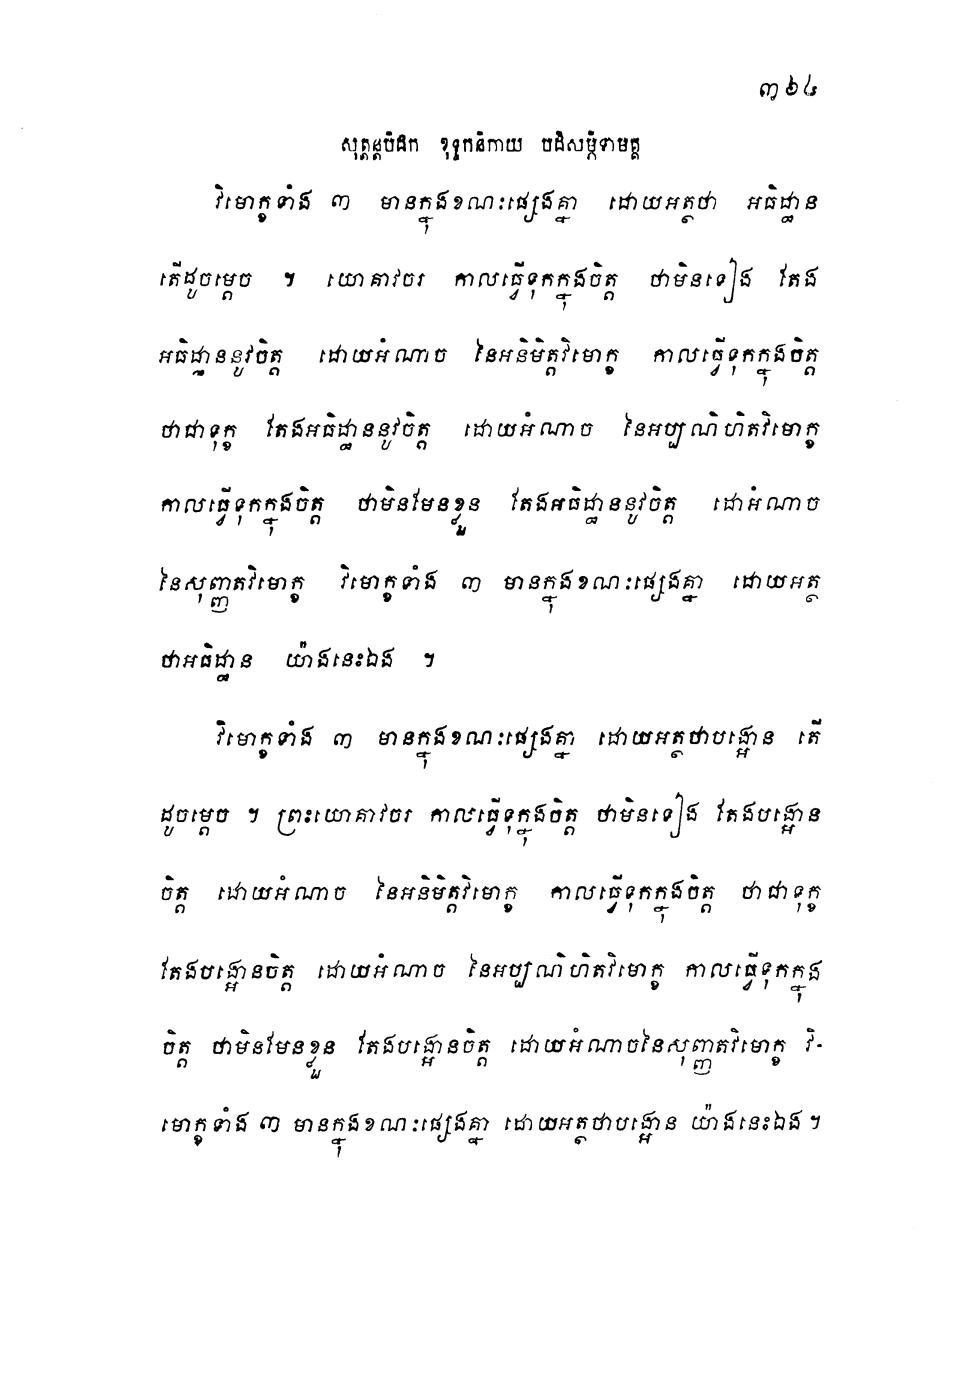 ៣៦៤
សុត្តន្តបិដក ខុទ្ទកនិកាយ បដិសម្ភិទាមគ្គ
វិមោក្ខទាំង ៣ មានក្នុងខណៈផ្សេងគ្នា ដោយអត្ថថា អធិដ្ឋាន
តើដូចម្តេច ។ យោគាវចរ កាលធ្វើទុកក្នុងចិត្ត ថាមិនទៀង តែង
អធិដ្ឋាននូវចិត្ត ដោយអំណាច នៃអនិមិត្តវិមោក្ខ កាលធ្វើទុកក្នុងចិត្ត
ថាជាទុក្ខ តែងអធិដ្ឋាននូវចិត្ត ដោយអំណាច នៃអប្បណិហិតវិមោក្ខ
កាលធ្វើទុកក្នុងចិត្ត ថាមិនមែនខ្លួន តែងអធិដ្ឋាននូវចិត្ត ដោអំណាច
នៃសុញ្ញតវិមោក្ខ វិមោក្ខទាំង ៣ មានក្នុងខណៈផ្សេងគ្នា ដោយអត្ថ
ថាអធិដ្ឋាន យ៉ាងនេះឯង ។
វិមោក្ខទាំង ៣ មានក្នុងខណៈផ្សេងគ្នា ដោយអត្ថថាបង្អោន តើ
ដូចម្តេច ។ ព្រះយោគាវចរ កាលធ្វើទុក្នុងចិត្ត ថាមិនទៀង តែងបង្អោន
ចិត្ត ដោយអំណាច នៃអនិមិត្តវិមោក្ខ កាលធ្វើទុកក្នុងចិត្ត ថាជាទុក្ខ
តែងបង្អោនចិត្ត ដោយអំណាច នៃអប្បណិហិតវិមោក្ខ កាលធ្វើទុកក្នុង
ចិត្ត ថាមិនមែនខ្លួន តែងបង្អោនចិត្ត ដោយអំណាចនៃសុញ្ញតវិមោក្ខ វិ-
មោក្ខទាំង ៣ មានក្នុងខណៈផ្សេងគ្នា ដោយអត្ថថាបង្អោន យ៉ាងនេះឯង ។